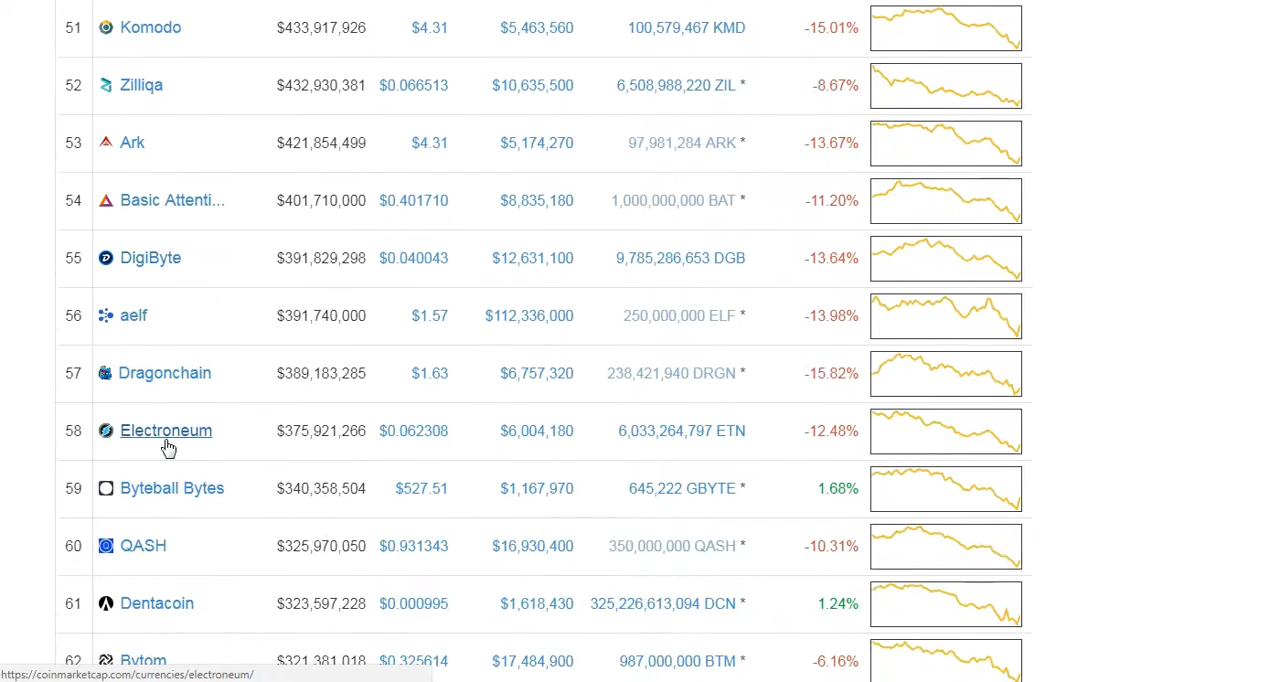 51 Komodo $433,917,926 $4.31 $5,463,560 100,579,467 KMD -15.01%
52 Zilliqa $432,930,381 $0.066513 $10,635,500 6,508,988,220 ZIL * -8.67%
53 Ark $421,854,499 $4.31 $5,174,270 97,981,284 ARK * -13.67%
54 Basic Attenti... $401,710,000 $0.401710 $8,835,180 1,000,000,000 BAT * -11.20%
55 DigiByte $391,829,298 $0.040043 $12,631,100 9,785,286,653 DGB -13.64%
56 aelf $391,740,000 $1.57 $112,336,000 250,000,000 ELF * -13.98%
57 Dragonchain $389,183,285 $1.63 $6,757,320 238,421,940 DRGN * -15.82%
58 Electroneum $375,921,266 $0.062308 $6,004,180 6,033,264,797 ETN -12.48%
59 Byteball Bytes $340,358,504 $527.51 $1,167,970 645,222 GBYTE * 1.68%
60 QASH $325,970,050 $0.931343 $16,930,400 350,000,000 QASH * -10.31%
61 Dentacoin $323,597,228 $0.000995 $1,618,430 325,226,613,094 DCN * 1.24%
62 Bytom $321,381,018 $0.325614 $17,484,900 987,000,000 BTM * -6.16%
https://coinmarketcap.com/currencies/electroneum/